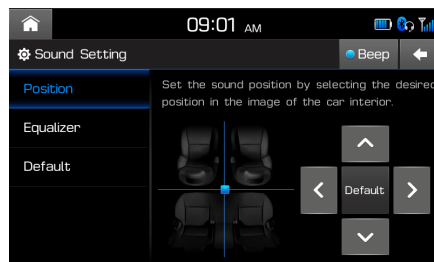 09:01 AM
Sound Setting
Beep
Position
Set the sound position by selecting the desired
position in the image of the car interior.
Equalizer
Default
Default